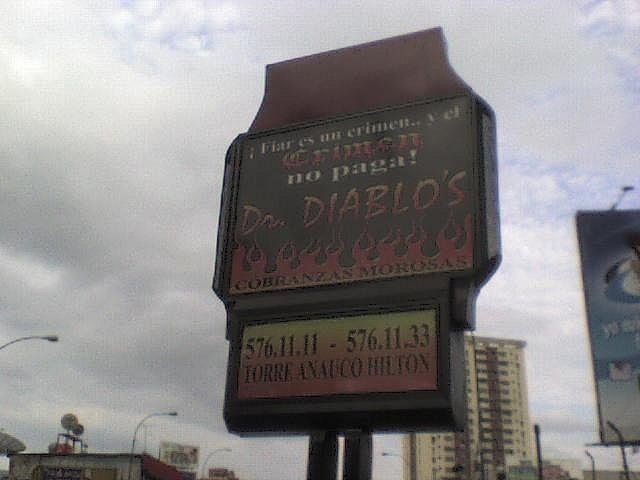 ¡ Fiar es un crimen.. y el
Crimen
no paga!
Dr. DIABLO'S
COBRANZAS MOROSAS
576.11.11 - 576.11.33
TORRE ANAUCO HILTON